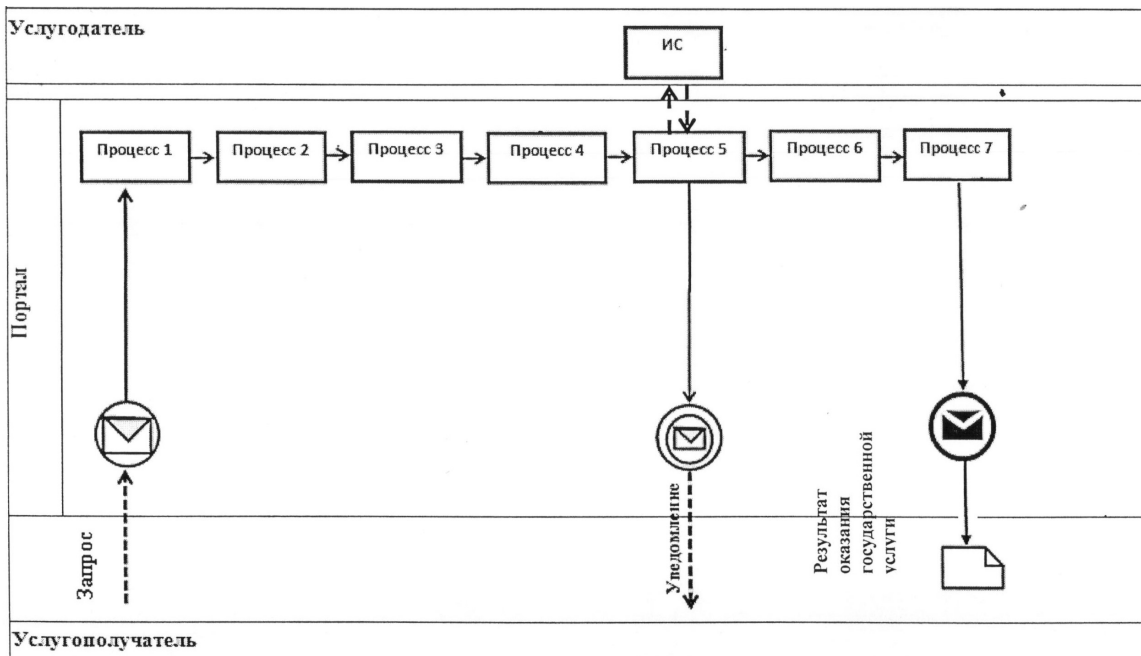 Услугодатель
ИС
Процесс 1
Процесс 2
Процесс 3
Процесс 4
Процесс 5
Процесс 6
Процесс 7
Портал
Запрос
Уведомление
Результат
оказания
государственной
услуги
Услугополучатель